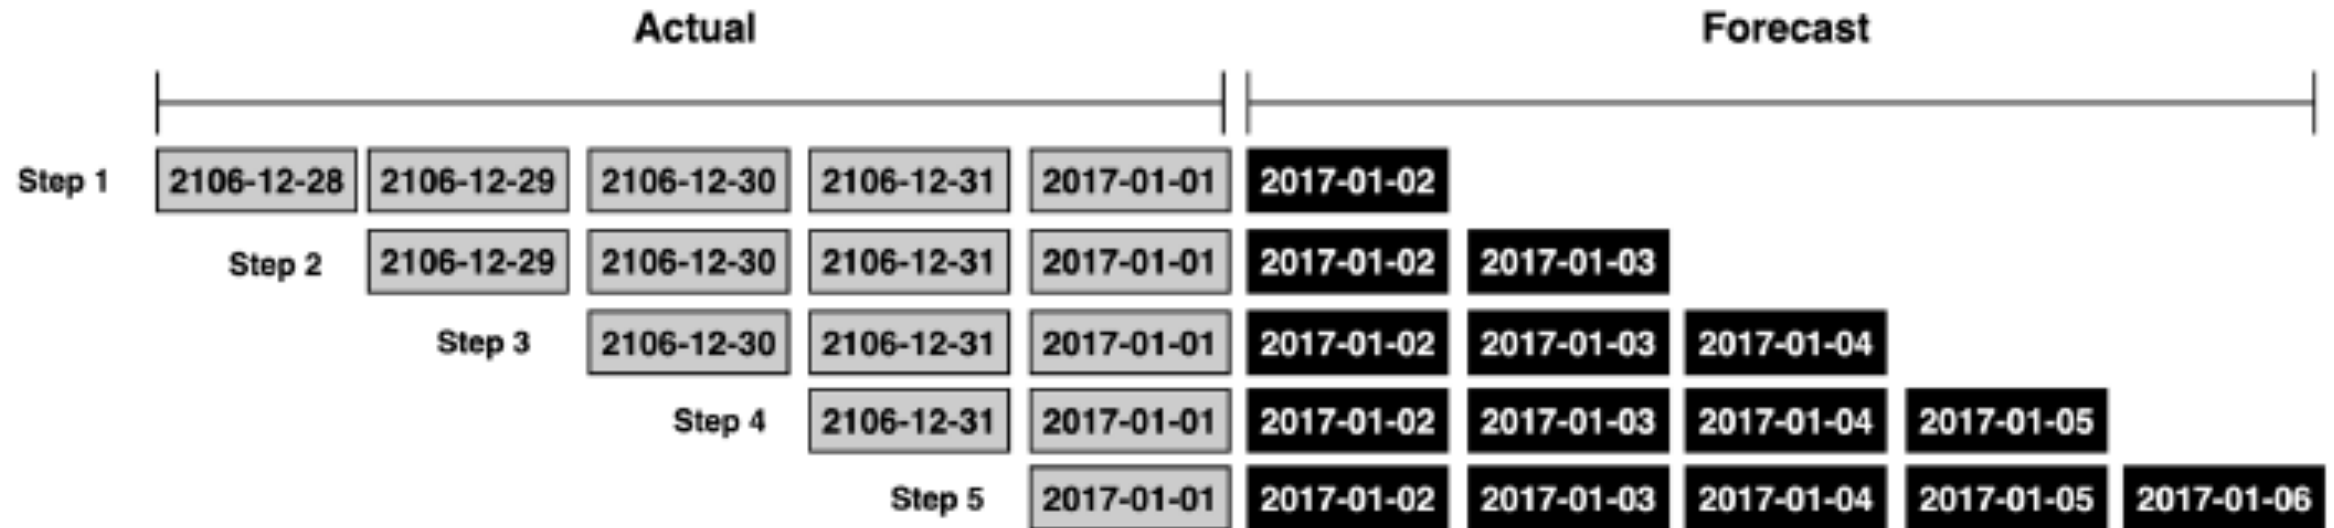 Actual Forecast
Step 1 2106-12-28 2106-12-29 2106-12-30 2106-12-31 2017-01-01 2017-01-02
Step 2 2106-12-29 2106-12-30 2106-12-31 2017-01-01 2017-01-02 2017-01-03
Step 3 2106-12-30 2106-12-31 2017-01-01 2017-01-02 2017-01-03 2017-01-04
Step 4 2106-12-31 2017-01-01 2017-01-02 2017-01-03 2017-01-04 2017-01-05
Step 5 2017-01-01 2017-01-02 2017-01-03 2017-01-04 2017-01-05 2017-01-06